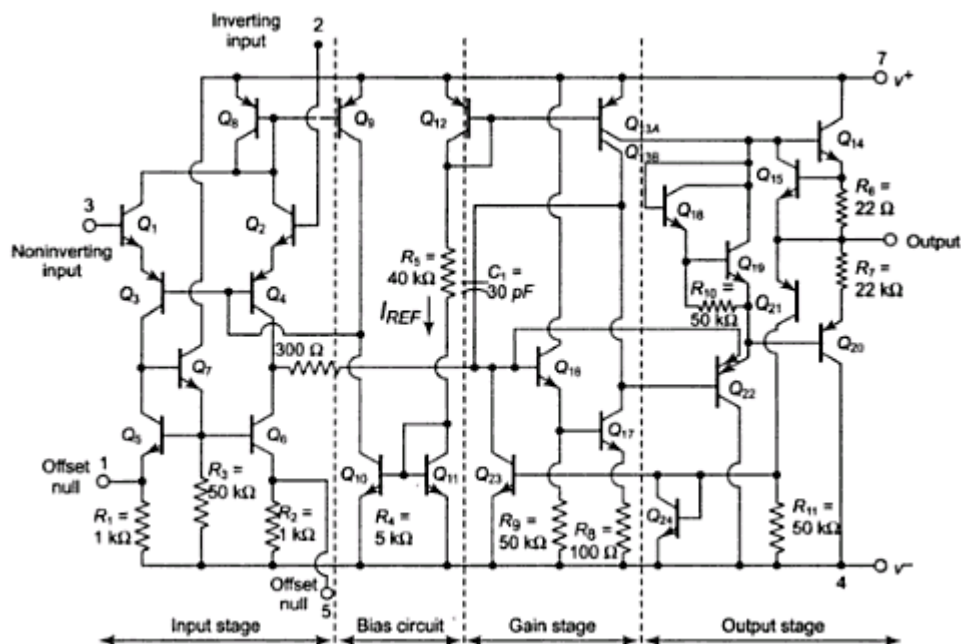 Inverting
input
2
7
v+
Q8
Q9
Q12
Q13A
Q13B
Q14
Q15
R6 =
22 Ω
3
Q1
Q2
Noninverting
input
Q18
Output
Q3
Q4
R5 =
40 kΩ
C1 =
30 pF
Q19
R7 =
22 kΩ
R10 =
50 kΩ
Q21
IREF
300 Ω
Q20
Q7
Q16
Q22
Q5
Q6
Q17
Offset
null
1
R3 =
50 kΩ
Q10
Q11
Q23
R1 =
1 kΩ
R2 =
1 kΩ
R4 =
5 kΩ
R9 =
50 kΩ
R8 =
100 Ω
Q24
R11 =
50 kΩ
4
v−
Offset
null
5
Input stage
Bias circuit
Gain stage
Output stage